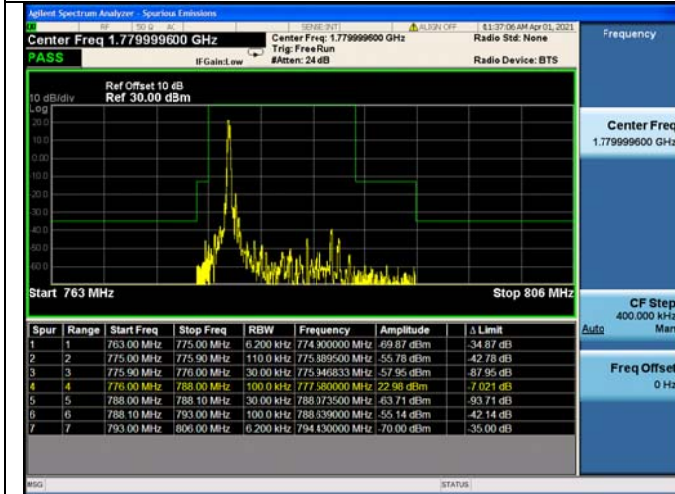 Agilent Spectrum Analyzer - Spurious Emissions
RF 50 Ω AC SENSE:INT ALIGN OFF 11:37:06 AM Apr 01, 2021
Center Freq 1.779999600 GHz
Center Freq: 1.779999600 GHz
Radio Std: None
Trig: Free Run
PASS
IFGain:Low
#Atten: 24 dB
Radio Device: BTS
Frequency
Ref Offset 10 dB
10 dB/div Ref 30.00 dBm
Log
20.0
10.0
0.00
-10.0
-20.0
-30.0
-40.0
-50.0
-60.0
Start 763 MHz Stop 806 MHz
Center Freq
1.779999600 GHz
CF Step
400.000 kHz
Auto Man
Freq Offset
0 Hz
Spur Range Start Freq Stop Freq RBW Frequency Amplitude Δ Limit
1 1 763.00 MHz 775.00 MHz 6.200 kHz 774.900000 MHz -69.87 dBm -34.87 dB
2 2 775.00 MHz 775.90 MHz 110.0 kHz 775.889500 MHz -55.78 dBm -42.78 dB
3 3 775.90 MHz 776.00 MHz 30.00 kHz 775.946833 MHz -57.95 dBm -87.95 dB
4 4 776.00 MHz 788.00 MHz 100.0 kHz 777.580000 MHz 22.98 dBm -7.021 dB
5 5 788.00 MHz 788.10 MHz 30.00 kHz 788.073500 MHz -63.71 dBm -93.71 dB
6 6 788.10 MHz 793.00 MHz 100.0 kHz 788.639000 MHz -55.14 dBm -42.14 dB
7 7 793.00 MHz 806.00 MHz 6.200 kHz 794.430000 MHz -70.00 dBm -35.00 dB
MSG STATUS